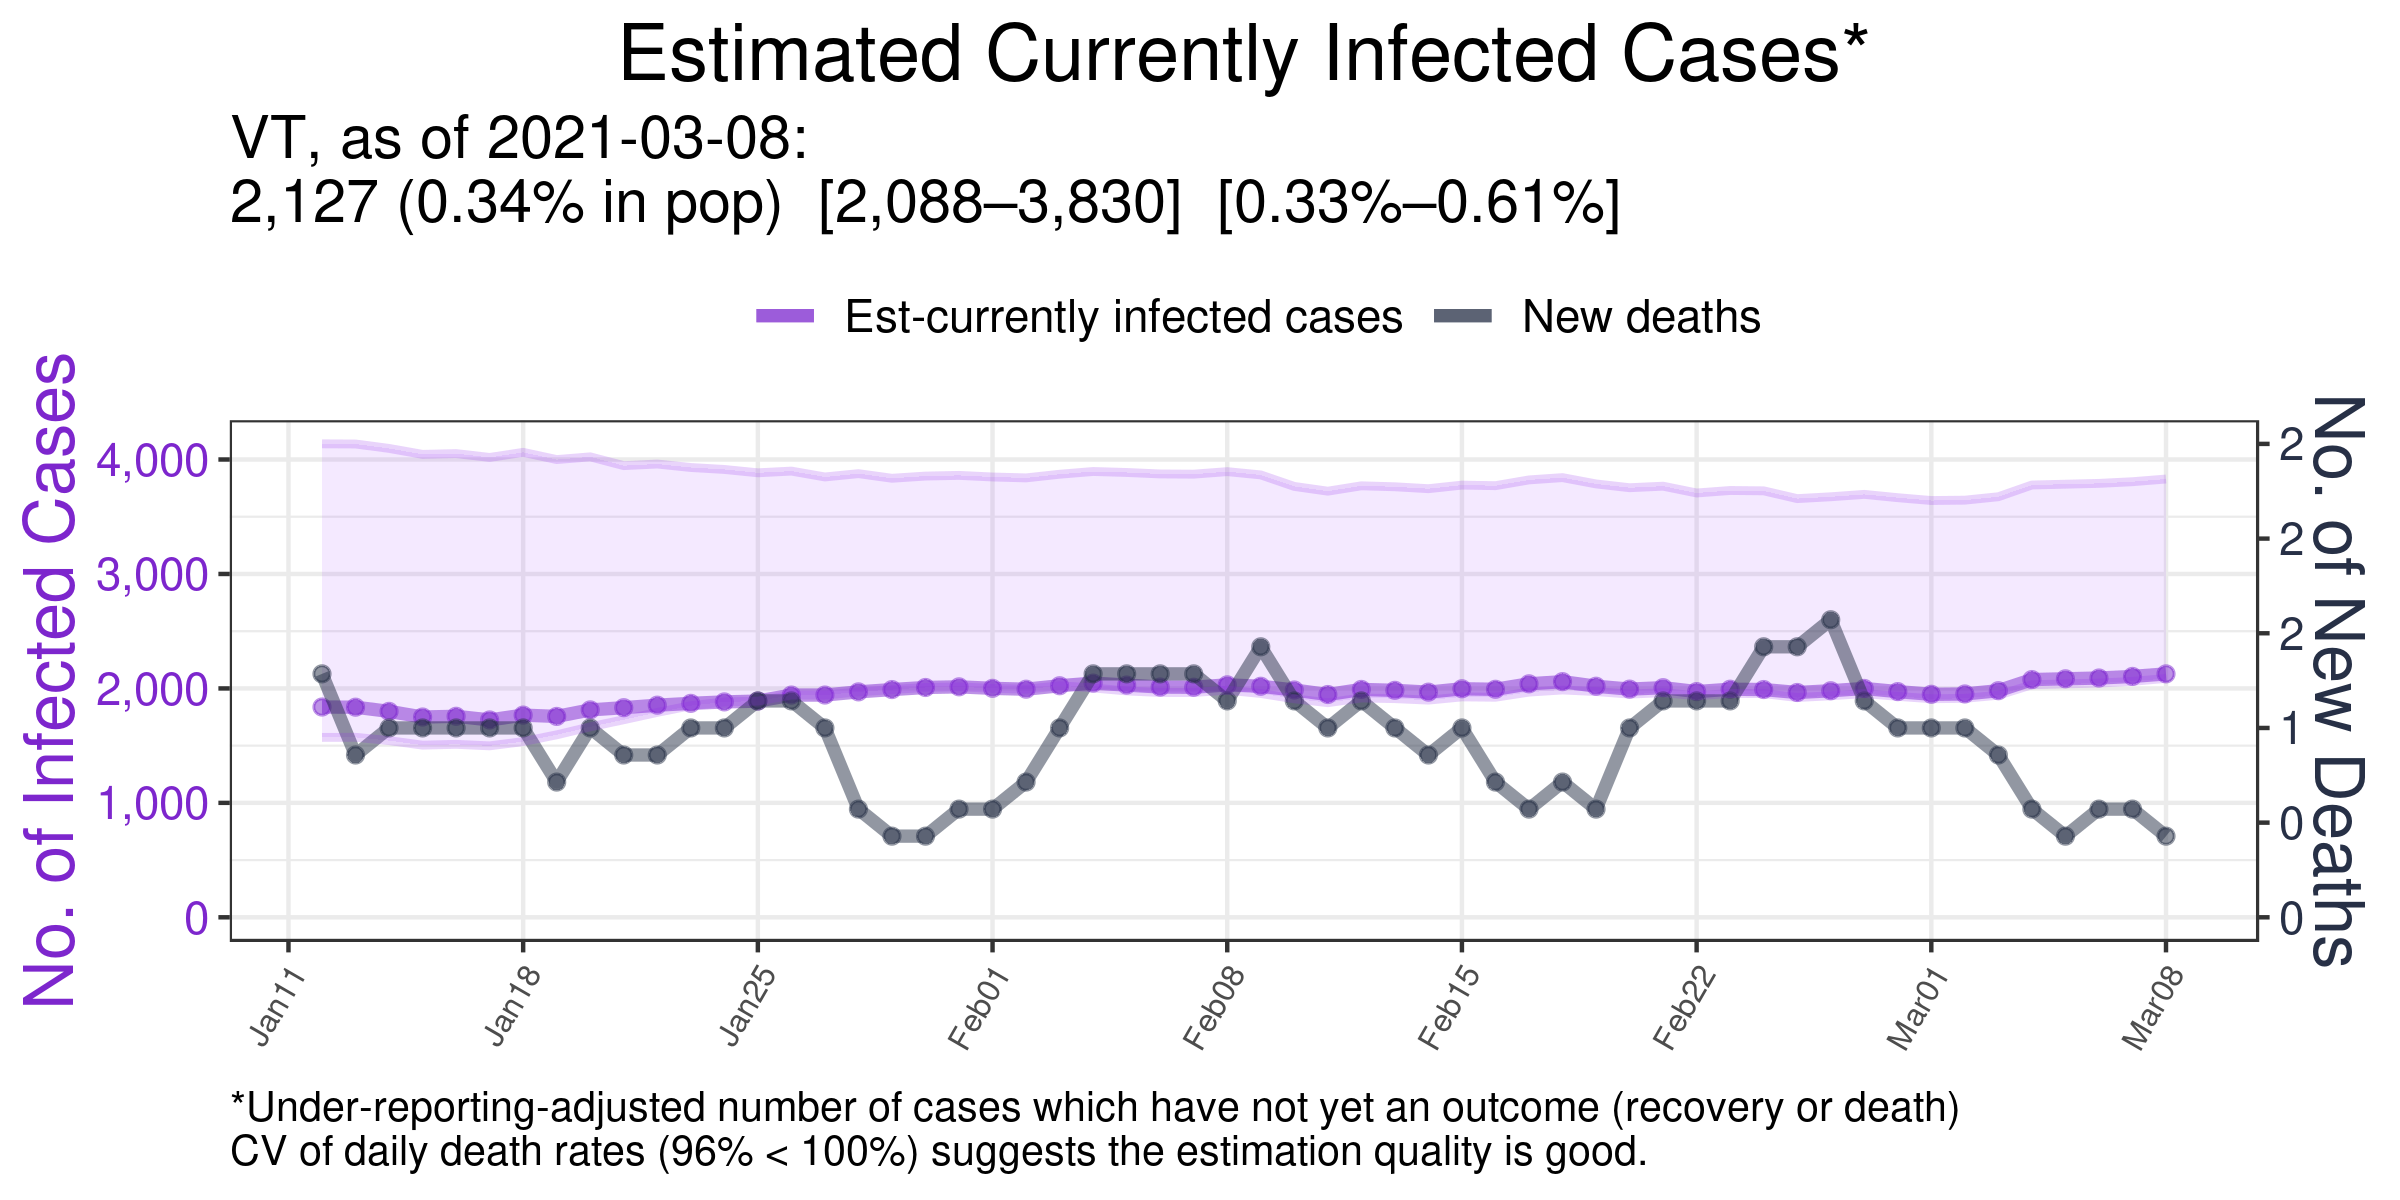 Estimated Currently Infected Cases*
VT, as of 2021-03-08:
2,127 (0.34% in pop)  [2,088–3,830]  [0.33%–0.61%]
Est-currently infected cases
New deaths
No. of Infected Cases
4,000
3,000
2,000
1,000
0
2
2
2
1
0
0
No. of New Deaths
Jan11
Jan18
Jan25
Feb01
Feb08
Feb15
Feb22
Mar01
Mar08
*Under-reporting-adjusted number of cases which have not yet an outcome (recovery or death)
CV of daily death rates (96% < 100%) suggests the estimation quality is good.